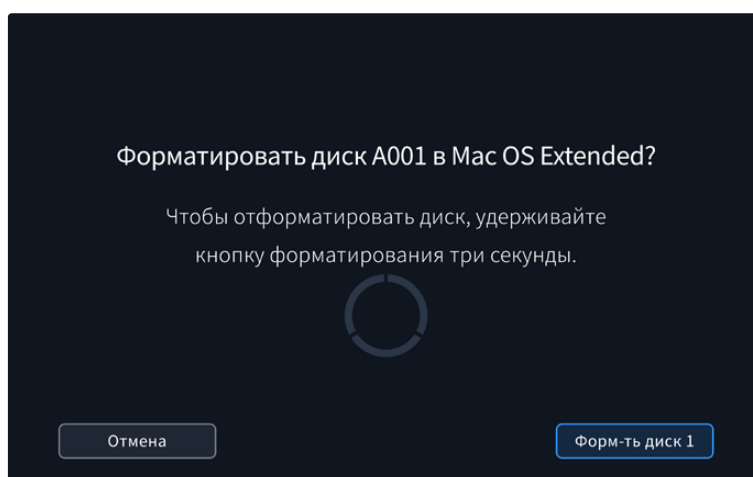 Форматировать диск A001 в Mac OS Extended?
Чтобы отформатировать диск, удерживайте
кнопку форматирования три секунды.
Отмена
Форм-ть диск 1